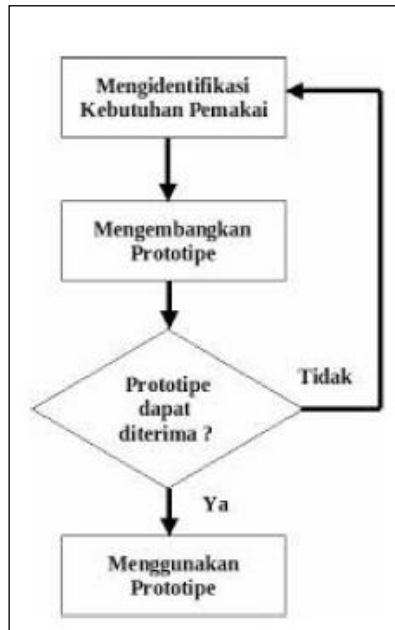 Mengidentifikasi
Kebutuhan Pemakai
Mengembangkan
Prototipe
Prototipe
dapat
diterima ?
Tidak
Ya
Menggunakan
Prototipe